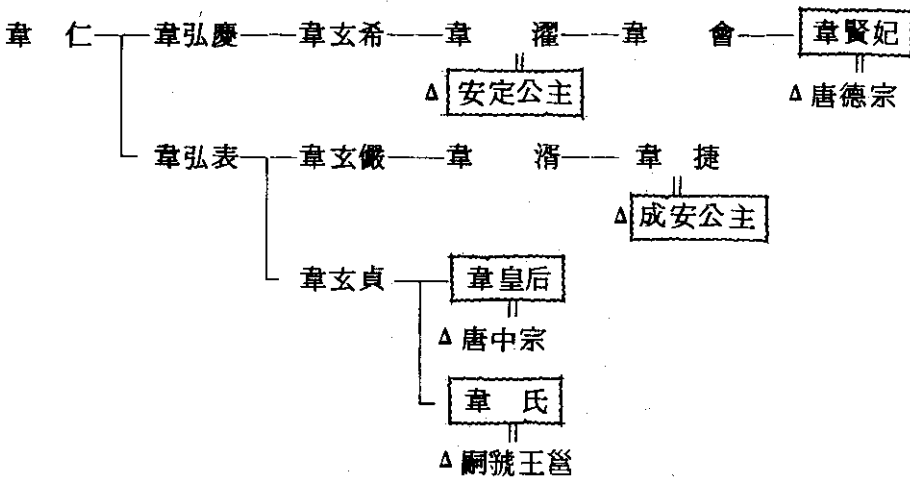 韋　仁　韋弘慶　韋玄希　韋　濯　韋　會　韋賢妃
△ 安定公主　△ 唐德宗
韋弘表　韋玄儼　韋　湑　韋　捷
△ 成安公主
韋玄貞　韋皇后
△ 唐中宗
韋　氏
△ 嗣虢王邕